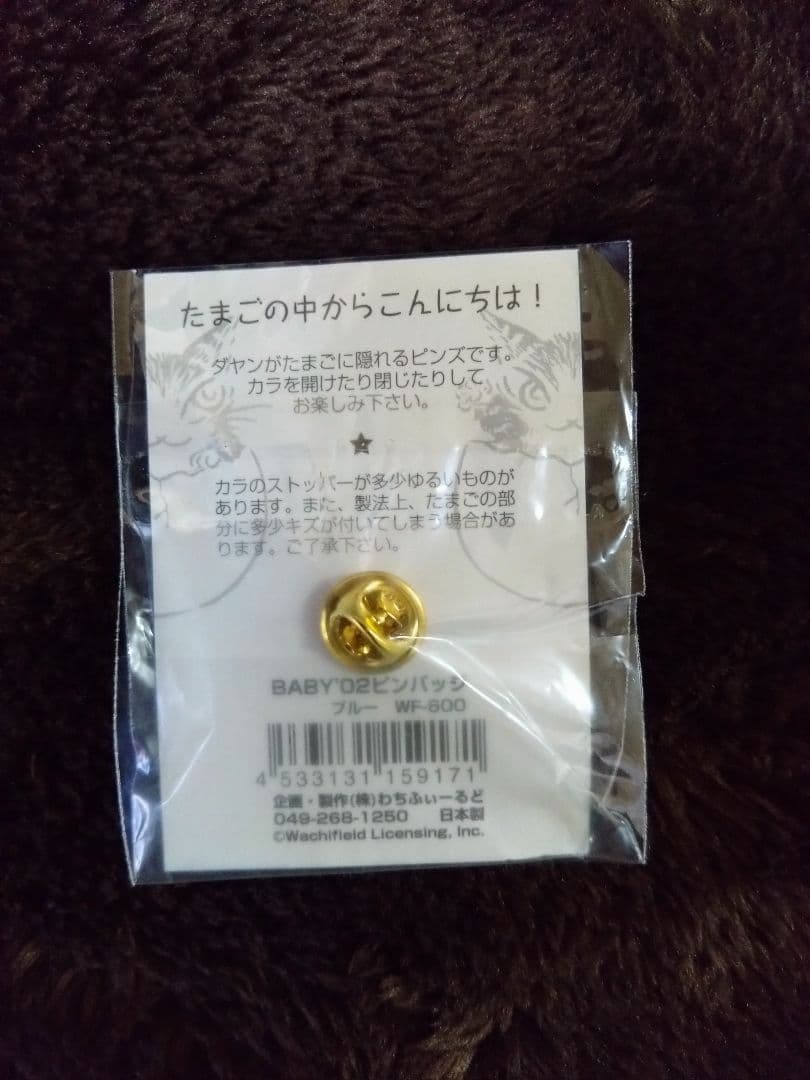 たまごの中からこんにちは！
ダヤンがたまごに隠れるピンズです。
カラを開けたり閉じたりして
お楽しみ下さい。
カラのストッパーが多少ゆるいものが
あります。また、製法上、たまごの部
分に多少キズが付いてしまう場合があ
ります。ご了承下さい。
BABY'02ピンバッジ
ブルー WF-600
4 533131 159171
企画・製作(株)わちふぃーるど
049-268-1250 日本製
©Wachifield Licensing, Inc.